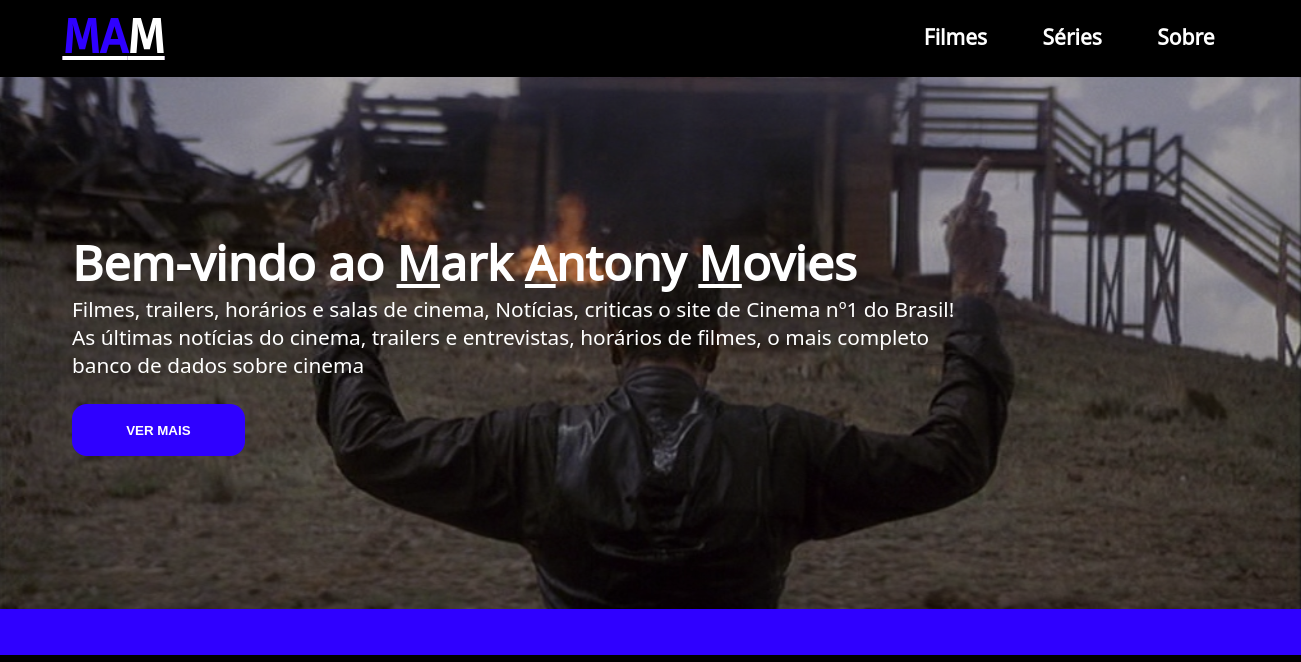 MAM
Filmes Séries Sobre
Bem-vindo ao Mark Antony Movies
Filmes, trailers, horários e salas de cinema, Notícias, criticas o site de Cinema nº1 do Brasil!
As últimas notícias do cinema, trailers e entrevistas, horários de filmes, o mais completo
banco de dados sobre cinema
VER MAIS